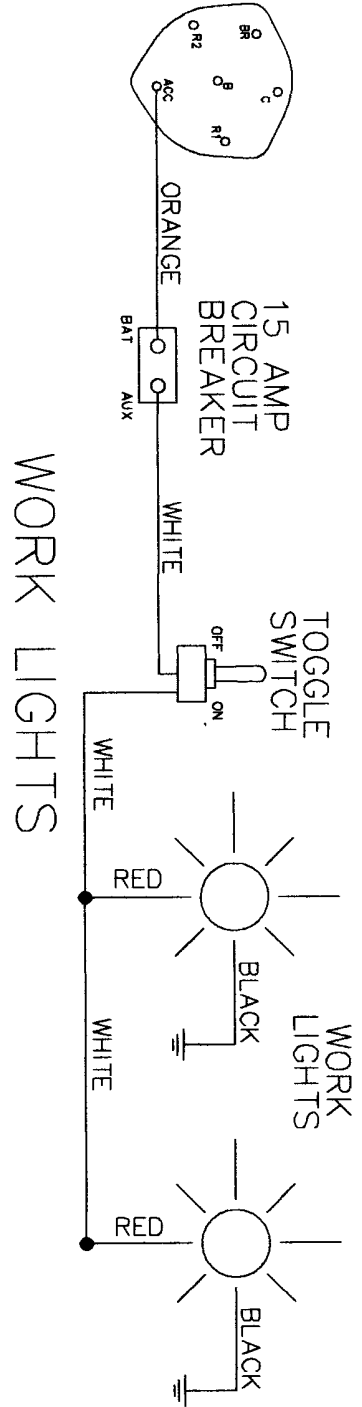 BR
R2
C
B
ACC
R1
ORANGE
15 AMP
CIRCUIT
BREAKER
BAT
AUX
WHITE
TOGGLE
SWITCH
OFF
ON
WHITE
RED
BLACK
WORK
LIGHTS
WHITE
RED
BLACK
WORK LIGHTS